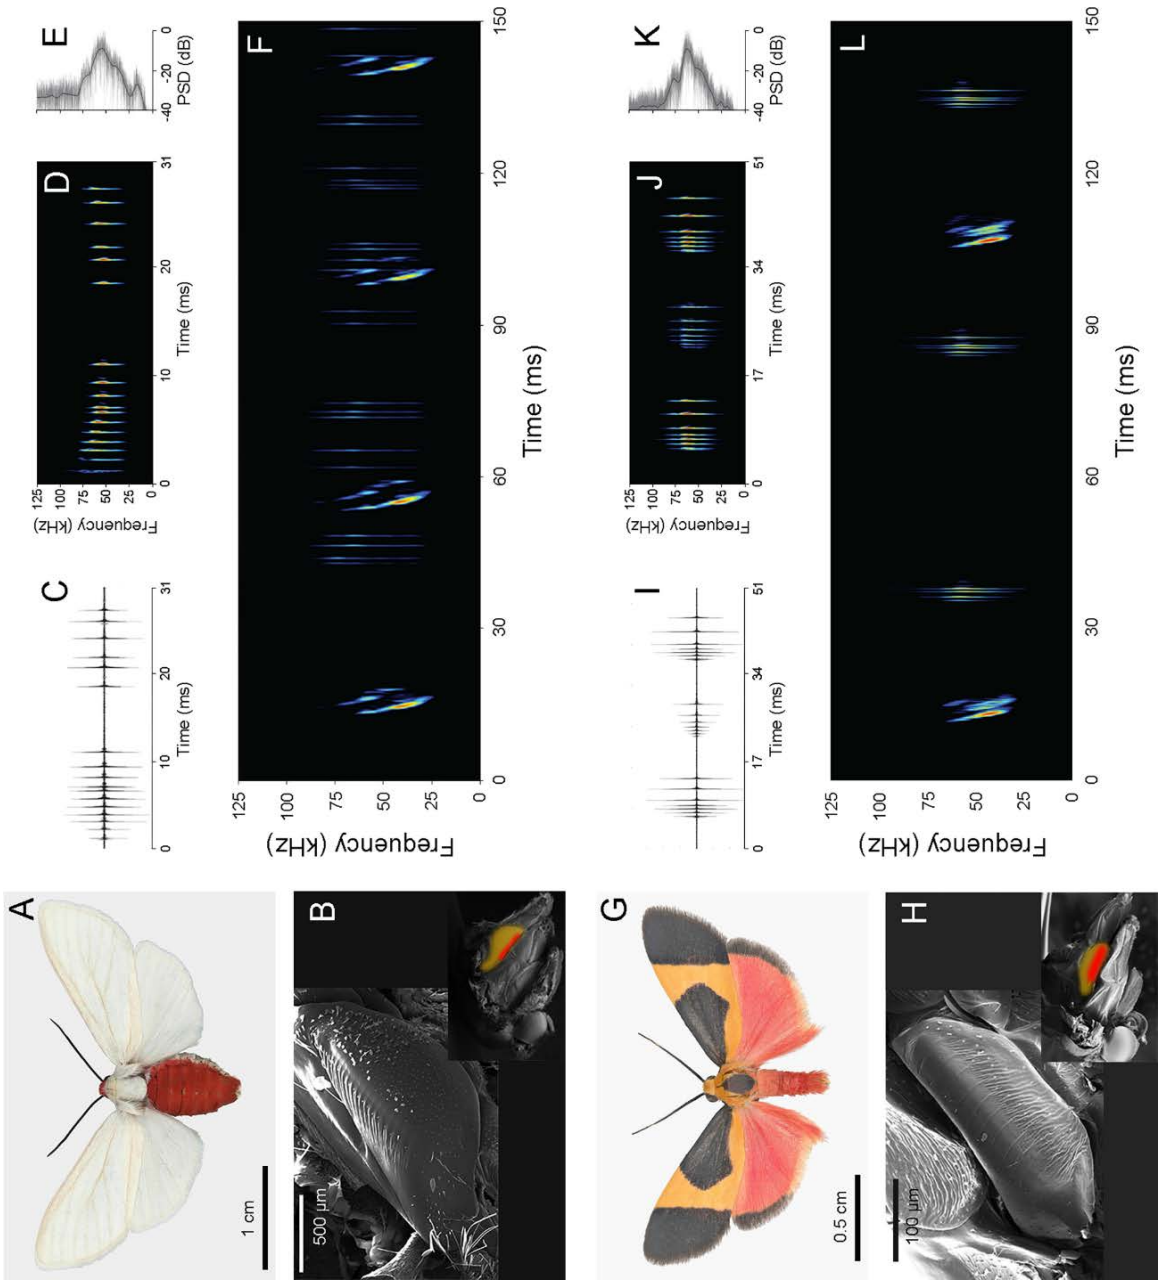 A
1 cm
B
500 µm
C
0
10
20
31
Time (ms)
D
125
100
75
50
25
0
Frequency (kHz)
0
10
20
31
Time (ms)
E
-40
-20
0
PSD (dB)
F
125
100
75
50
25
0
Frequency (kHz)
0
30
60
90
120
150
Time (ms)
G
0.5 cm
H
100 µm
I
0
17
34
51
Time (ms)
J
125
100
75
50
25
0
Frequency (kHz)
0
17
34
51
Time (ms)
K
-40
-20
0
PSD (dB)
L
125
100
75
50
25
0
Frequency (kHz)
0
30
60
90
120
150
Time (ms)